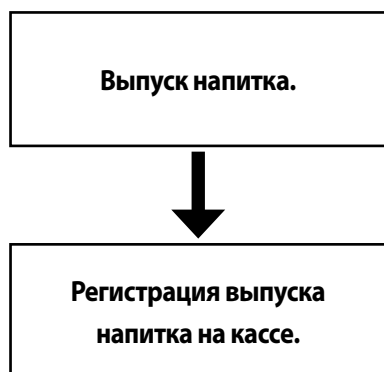 Выпуск напитка.
Регистрация выпуска
напитка на кассе.